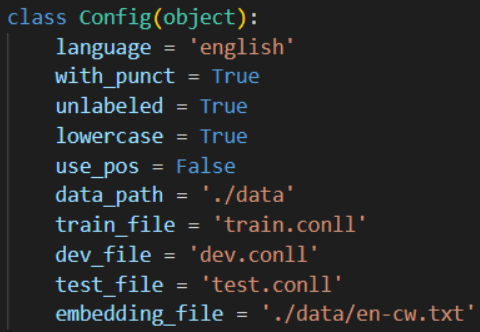 class Config(object):
    language = 'english'
    with_punct = True
    unlabeled = True
    lowercase = True
    use_pos = False
    data_path = './data'
    train_file = 'train.conll'
    dev_file = 'dev.conll'
    test_file = 'test.conll'
    embedding_file = './data/en-cw.txt'